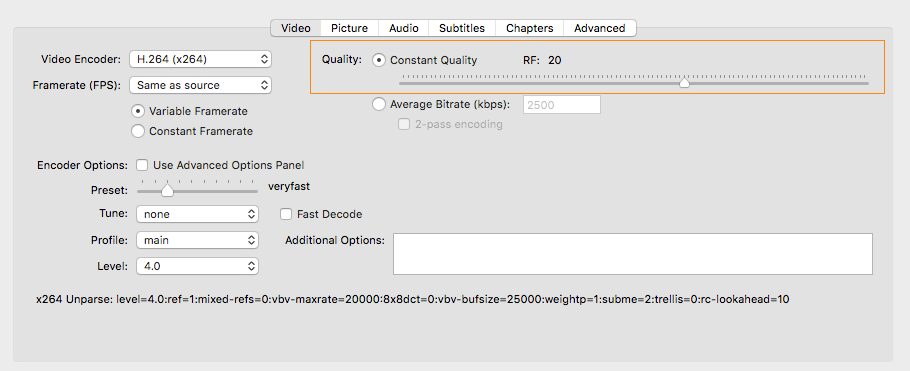 Video Picture Audio Subtitles Chapters Advanced
Video Encoder: H.264 (x264) Quality: Constant Quality RF: 20
Framerate (FPS): Same as source
Variable Framerate Average Bitrate (kbps): 2500
Constant Framerate 2-pass encoding
Encoder Options: Use Advanced Options Panel
Preset: veryfast
Tune: none Fast Decode
Profile: main Additional Options:
Level: 4.0
x264 Unparse: level=4.0:ref=1:mixed-refs=0:vbv-maxrate=20000:8x8dct=0:vbv-bufsize=25000:weightp=1:subme=2:trellis=0:rc-lookahead=10